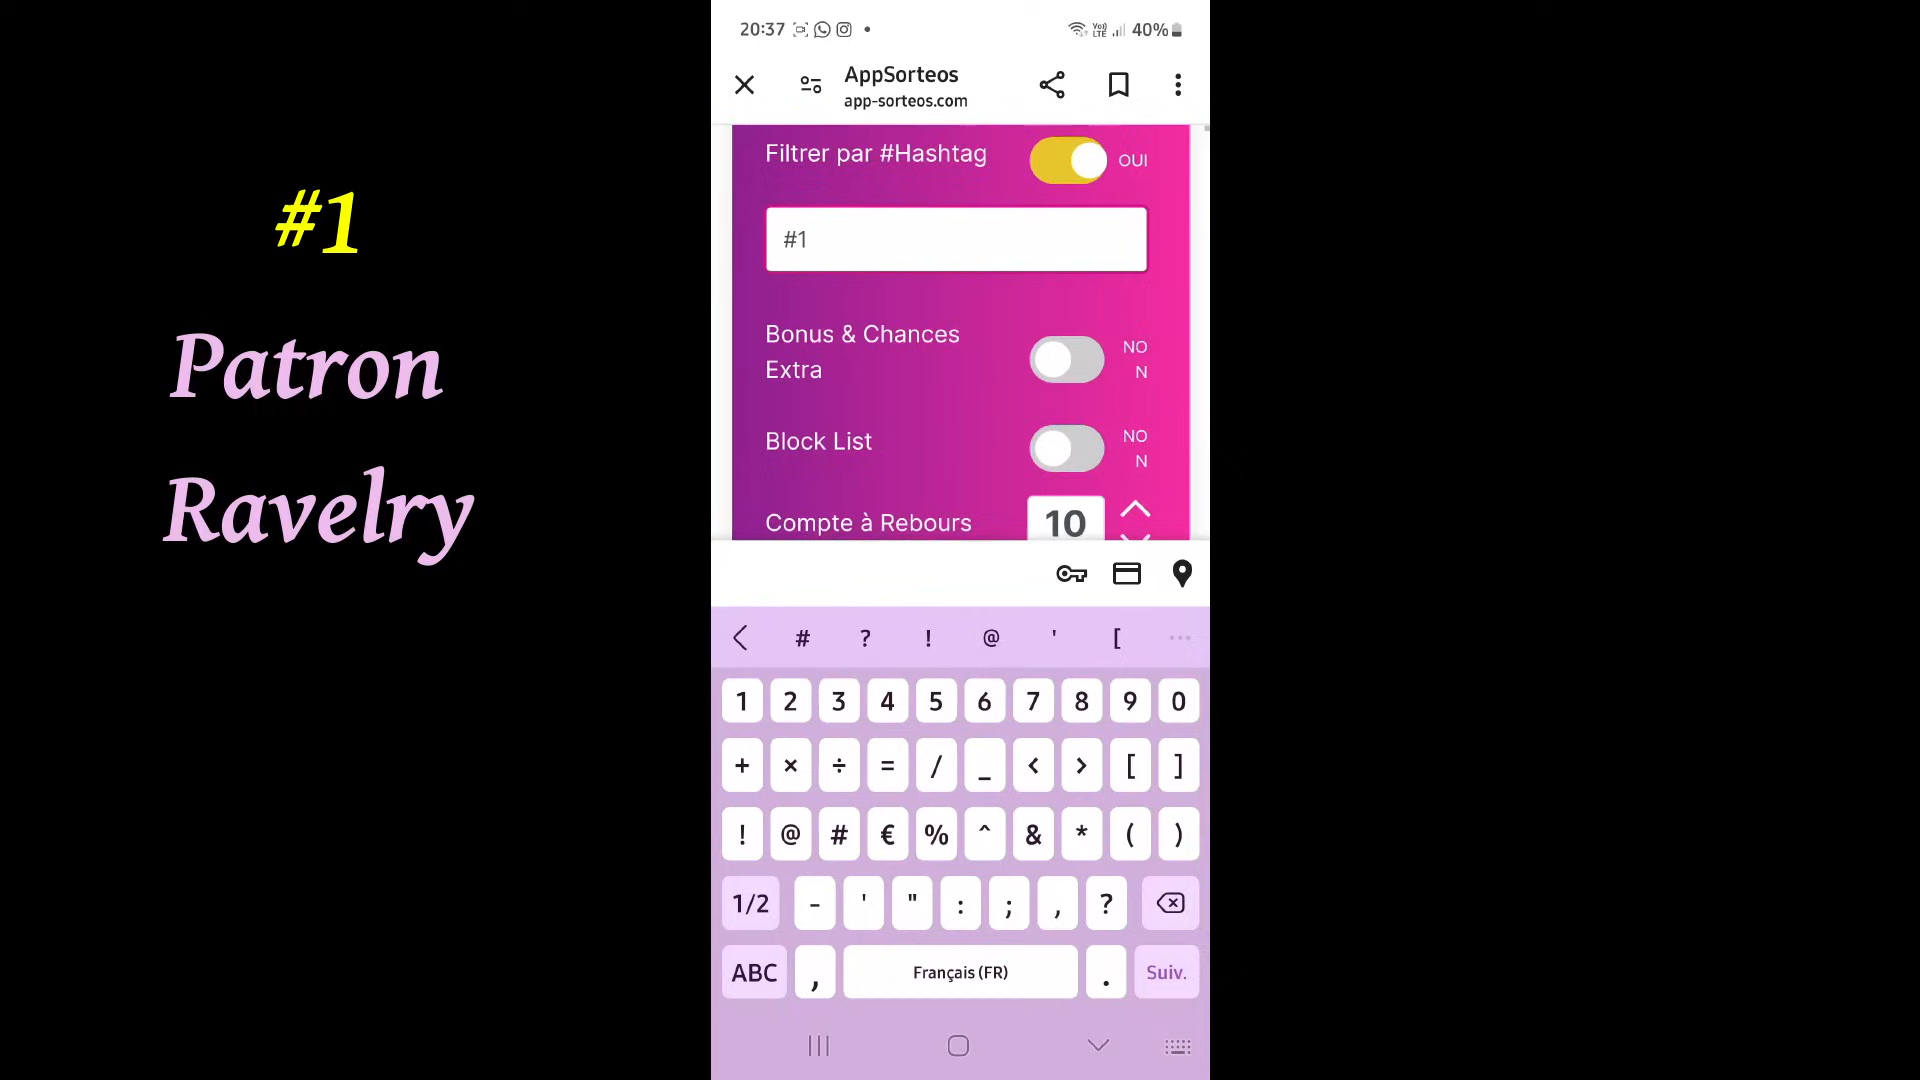 #1
Patron
Ravelry
20:37
Vo))
LTE
40%
AppSorteos
app-sorteos.com
Filtrer par #Hashtag
OUI
#1
Bonus & Chances
Extra
NO
N
Block List
NO
N
Compte à Rebours
10
# ? ! @ ' [ ...
1 2 3 4 5 6 7 8 9 0
+ × ÷ = / _ < > [ ]
! @ # € % ^ & * ( )
1/2 - ' " : ; , ?
ABC , Français (FR) . Suiv.